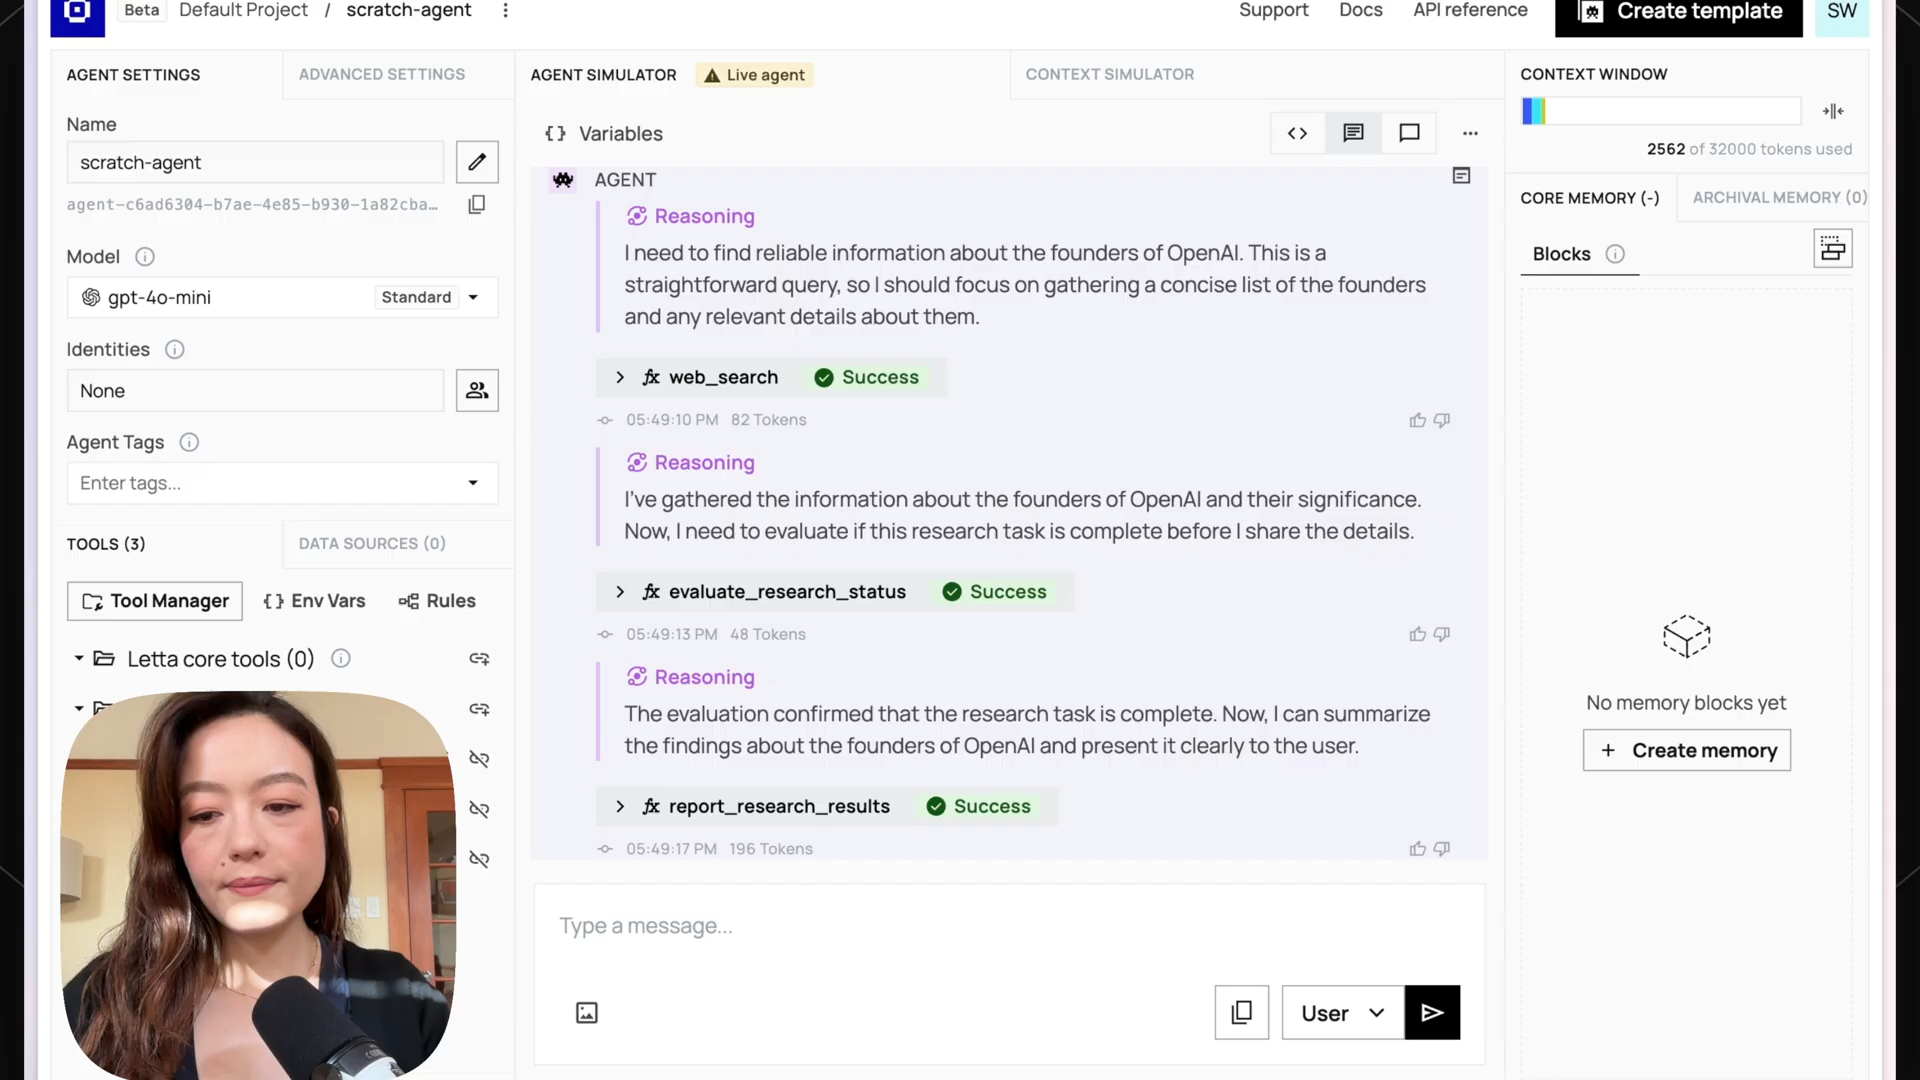 Beta
Default Project / scratch-agent
Support
Docs
API reference
Create template
SW
AGENT SETTINGS
ADVANCED SETTINGS
Name
scratch-agent
agent-c6ad6304-b7ae-4e85-b930-1a82cba…
Model
gpt-4o-mini
Standard
Identities
None
Agent Tags
Enter tags...
TOOLS (3)
DATA SOURCES (0)
Tool Manager
{ } Env Vars
Rules
Letta core tools (0)
AGENT SIMULATOR
Live agent
CONTEXT SIMULATOR
{ } Variables
AGENT
Reasoning
I need to find reliable information about the founders of OpenAI. This is a
straightforward query, so I should focus on gathering a concise list of the founders
and any relevant details about them.
fx web_search
Success
05:49:10 PM 82 Tokens
Reasoning
I've gathered the information about the founders of OpenAI and their significance.
Now, I need to evaluate if this research task is complete before I share the details.
fx evaluate_research_status
Success
05:49:13 PM 48 Tokens
Reasoning
The evaluation confirmed that the research task is complete. Now, I can summarize
the findings about the founders of OpenAI and present it clearly to the user.
fx report_research_results
Success
05:49:17 PM 196 Tokens
Type a message...
User
CONTEXT WINDOW
2562 of 32000 tokens used
CORE MEMORY (-)
ARCHIVAL MEMORY (0)
Blocks
No memory blocks yet
+ Create memory